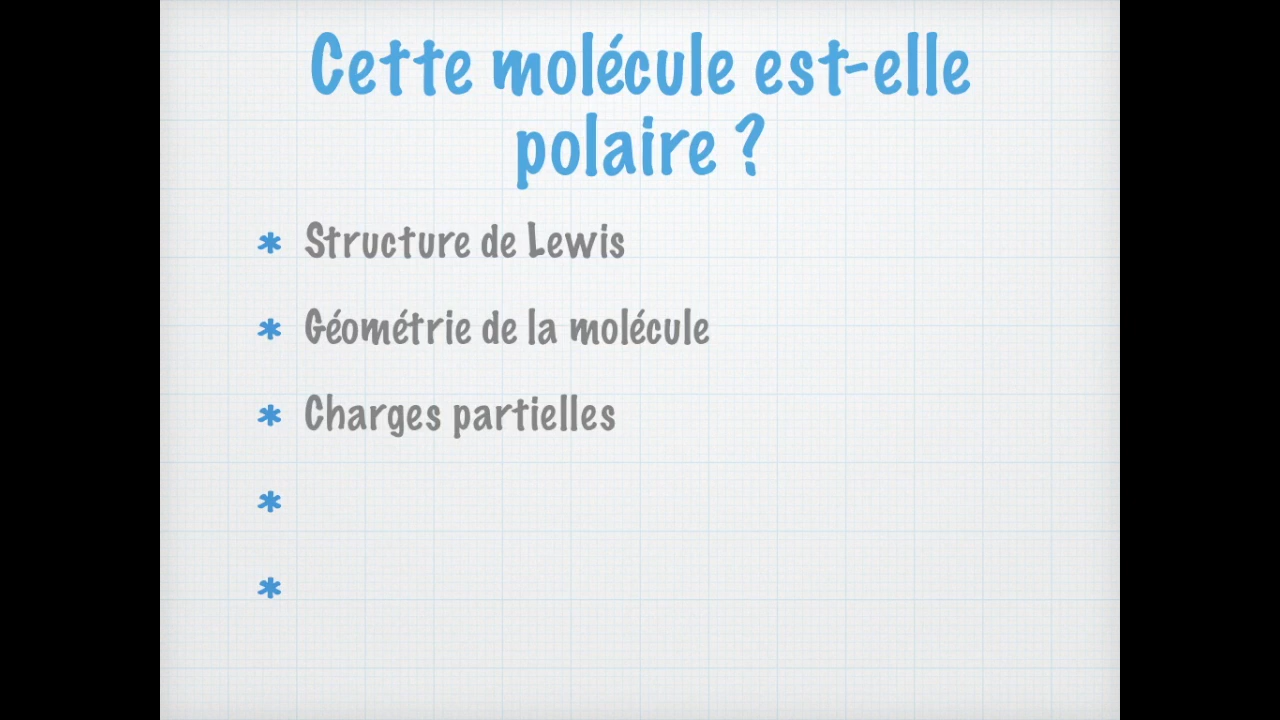 Cette molécule est-elle
polaire ?
* Structure de Lewis
* Géométrie de la molécule
* Charges partielles
*
*